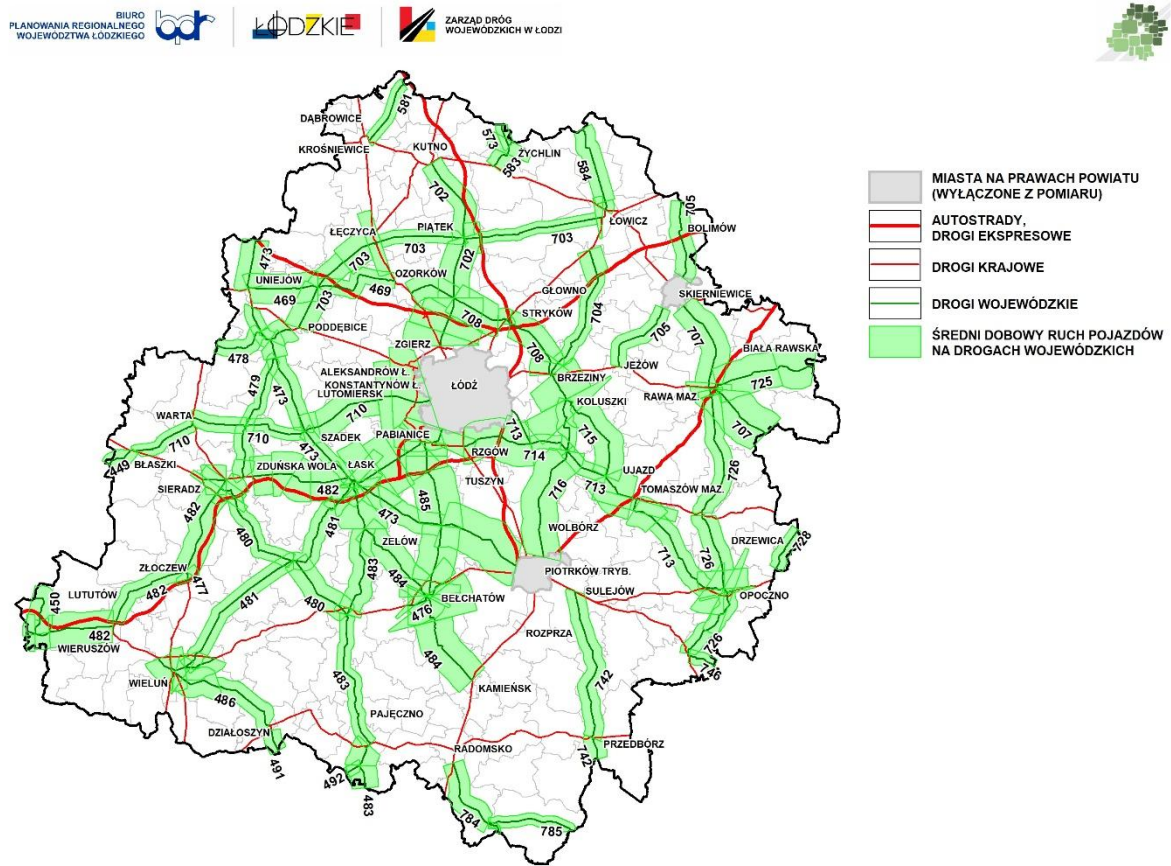 BIURO
PLANOWANIA REGIONALNEGO
WOJEWÓDZTWA ŁÓDZKIEGO
bpr
ŁÓDZKIE
ZARZĄD DRÓG
WOJEWÓDZKICH W ŁODZI
581
DĄBROWICE
KROŚNIEWICE
KUTNO
573
ŻYCHLIN
583
584
702
705
ŁOWICZ
BOLIMÓW
ŁĘCZYCA
PIĄTEK
703
703
473
703
702
UNIEJÓW
OZORKÓW
469
469
703
GŁOWNO
SKIERNIEWICE
704
STRYKÓW
708
PODDĘBICE
705
707
478
ZGIERZ
708
BIAŁA RAWSKA
ALEKSANDRÓW Ł.
KONSTANTYNÓW Ł.
LUTOMIERSK
ŁÓDŹ
BRZEZINY
JEŻÓW
725
479
473
RAWA MAZ.
KOLUSZKI
710
707
WARTA
713
710
710
SZADEK
PABIANICE
715
449
BŁASZKI
473
RZGÓW
714
ZDUŃSKA WOLA
ŁASK
UJAZD
726
SIERADZ
482
TUSZYN
713
TOMASZÓW MAZ.
482
485
716
481
473
WOLBÓRZ
480
ZELÓW
DRZEWICA
728
483
713
726
ZŁOCZEW
484
PIOTRKÓW TRYB.
477
SULEJÓW
450
LUTUTÓW
482
481
480
BEŁCHATÓW
OPOCZNO
476
482
ROZPRZA
726
WIERUSZÓW
484
746
WIELUŃ
742
486
483
KAMIEŃSK
PAJĘCZNO
DZIAŁOSZYN
RADOMSKO
PRZEDBÓRZ
742
491
492
483
784
785
MIASTA NA PRAWACH POWIATU
(WYŁĄCZONE Z POMIARU)
AUTOSTRADY,
DROGI EKSPRESOWE
DROGI KRAJOWE
DROGI WOJEWÓDZKIE
ŚREDNI DOBOWY RUCH POJAZDÓW
NA DROGACH WOJEWÓDZKICH